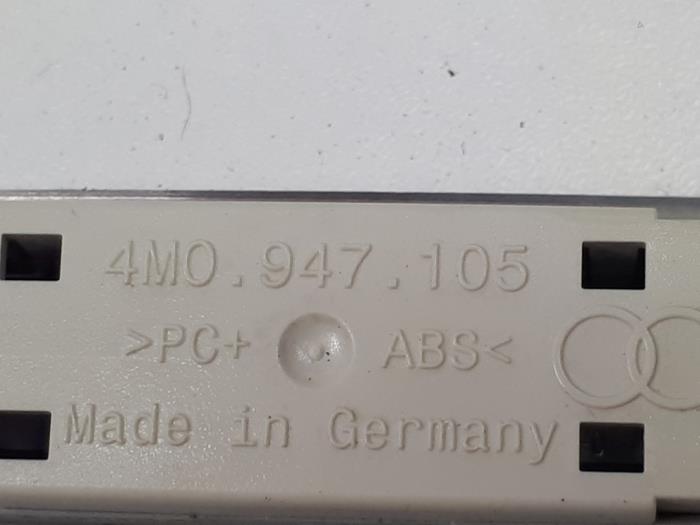 4M0.947.105
>PC+ ABS<
Made in Germany